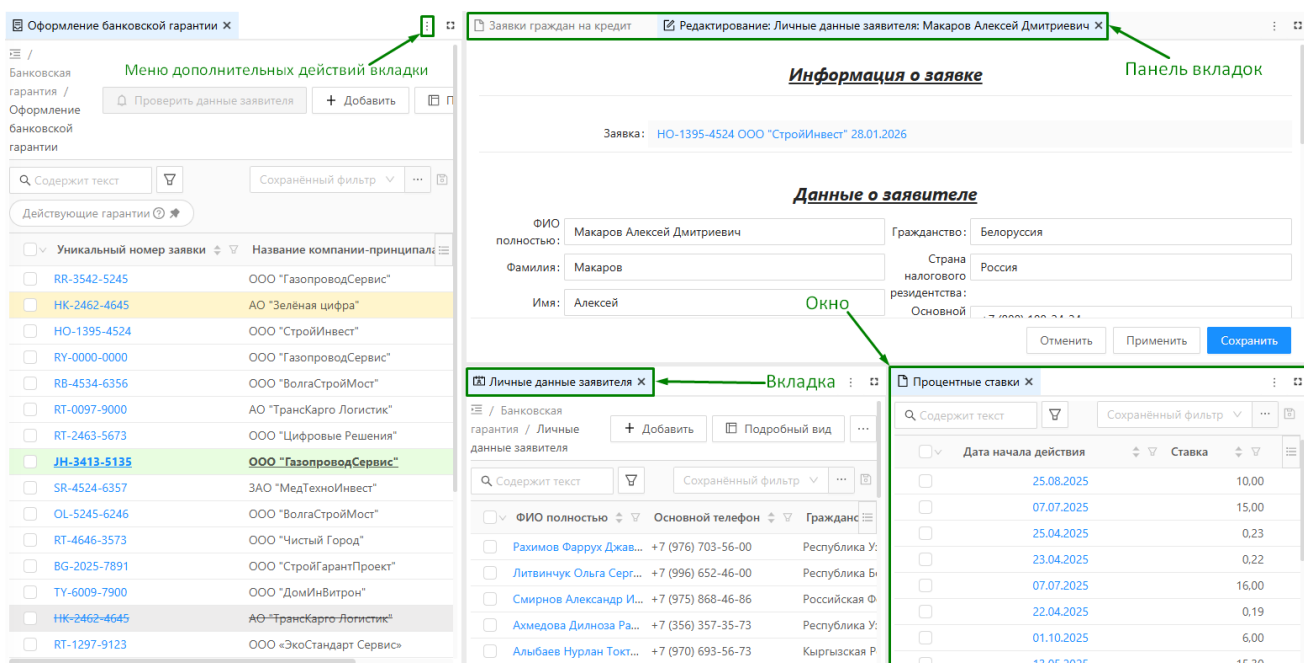 Оформление банковской гарантии
Меню дополнительных действий вкладки
/
Банковская
гарантия /
Оформление
банковской
гарантии
Проверить данные заявителя
+ Добавить
Содержит текст
Сохранённый фильтр
Действующие гарантии
Уникальный номер заявки Название компании-принципала
RR-3542-5245 ООО "ГазопроводСервис"
НК-2462-4645 АО "Зелёная цифра"
НО-1395-4524 ООО "СтройИнвест"
RY-0000-0000 ООО "ГазопроводСервис"
RB-4534-6356 ООО "ВолгаСтройМост"
RT-0097-9000 АО "ТрансКарго Логистик"
RT-2463-5673 ООО "Цифровые Решения"
JH-3413-5135 ООО "ГазопроводСервис"
SR-4524-6357 ЗАО "МедТехноИнвест"
OL-5245-6246 ООО "ВолгаСтройМост"
RT-4646-3573 ООО "Чистый Город"
BG-2025-7891 ООО "СтройГарантПроект"
TY-6009-7900 ООО "ДомИнВитрон"
НК-2462-4645 АО "ТрансКарго Логистик"
RT-1297-9123 ООО «ЭкоСтандарт Сервис»
Заявки граждан на кредит
Редактирование: Личные данные заявителя: Макаров Алексей Дмитриевич
Панель вкладок
Информация о заявке
Заявка: НО-1395-4524 ООО "СтройИнвест" 28.01.2026
Данные о заявителе
ФИО
полностью: Макаров Алексей Дмитриевич
Гражданство: Белоруссия
Фамилия: Макаров
Страна
налогового
резидентства: Россия
Имя: Алексей
Основной
Окно
Отменить Применить Сохранить
Личные данные заявителя
Вкладка
/ Банковская
гарантия / Личные
данные заявителя
+ Добавить
Подробный вид
...
Содержит текст
Сохранённый фильтр
ФИО полностью Основной телефон Гражданс
Рахимов Фаррух Джав... +7 (976) 703-56-00 Республика У
Литвинчук Ольга Серг... +7 (996) 652-46-00 Республика Б
Смирнов Александр И... +7 (975) 868-46-86 Российская Ф
Ахмедова Дилноза Ра... +7 (356) 357-35-73 Республика У
Алыбаев Нурлан Токт... +7 (970) 693-56-73 Кыргызская Р
Процентные ставки
Содержит текст
Сохранённый фильтр
Дата начала действия Ставка
25.08.2025 10,00
07.07.2025 15,00
25.04.2025 0,23
23.04.2025 0,22
07.07.2025 16,00
22.04.2025 0,19
01.10.2025 6,00